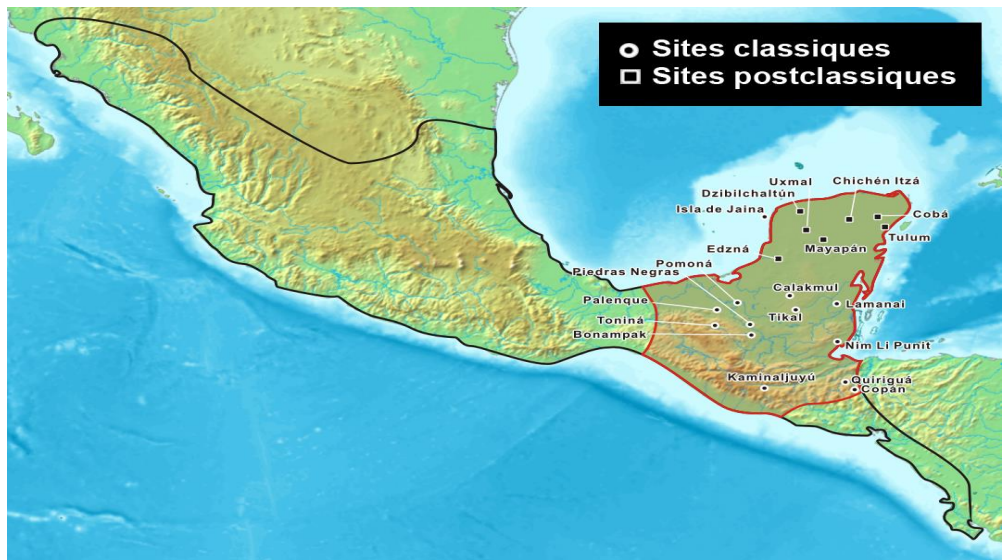 Sites classiques
Sites postclassiques
Uxmal
Chichén Itzá
Dzibilchaltún
Isla de Jaina
Cobá
Tulum
Mayapán
Edzná
Pomoná
Piedras Negras
Calakmul
Palenque
Lamanai
Tikal
Toniná
Bonampak
Nim Li Punit
Kaminaljuyú
Quiriguá
Copán